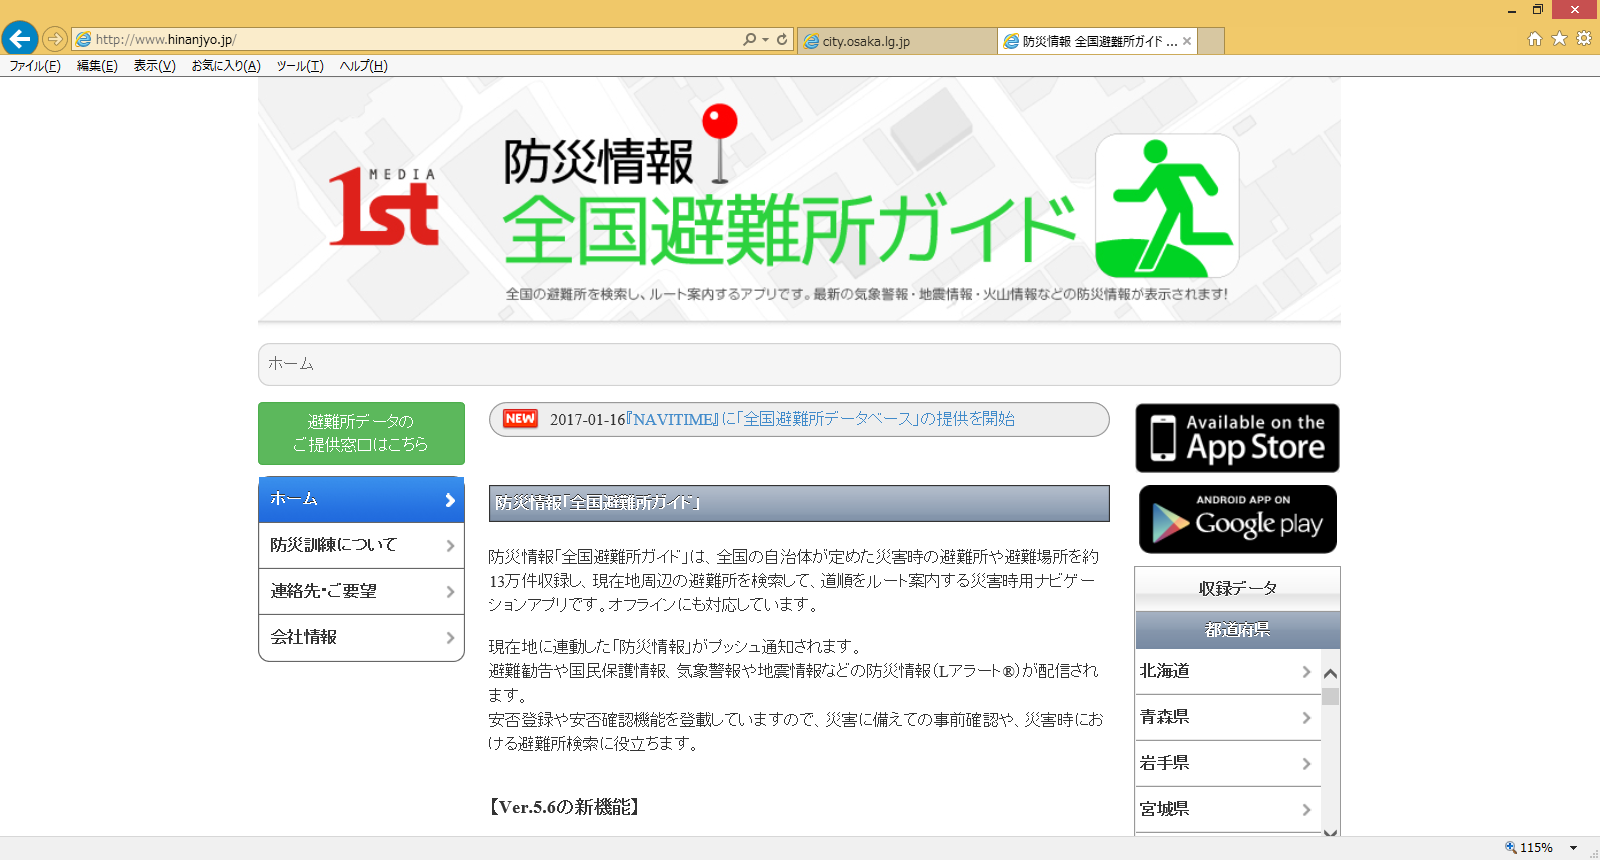 http://www.hinanjyo.jp/
city.osaka.lg.jp
防災情報 全国避難所ガイド ...
ファイル(F) 編集(E) 表示(V) お気に入り(A) ツール(T) ヘルプ(H)
MEDIA
1st
防災情報
全国避難所ガイド
全国の避難所を検索し、ルート案内するアプリです。最新の気象警報・地震情報・火山情報などの防災情報が表示されます!
ホーム
避難所データの
ご提供窓口はこちら
ホーム
防災訓練について
連絡先・ご要望
会社情報
NEW 2017-01-16『NAVITIME』に「全国避難所データベース」の提供を開始
防災情報「全国避難所ガイド」
防災情報「全国避難所ガイド」は、全国の自治体が定めた災害時の避難所や避難場所を約
13万件収録し、現在地周辺の避難所を検索して、道順をルート案内する災害時用ナビゲー
ションアプリです。オフラインにも対応しています。
現在地に連動した「防災情報」がプッシュ通知されます。
避難勧告や国民保護情報、気象警報や地震情報などの防災情報(Lアラート®)が配信され
ます。
安否登録や安否確認機能を登載していますので、災害に備えての事前確認や、災害時にお
ける避難所検索に役立ちます。
【Ver.5.6の新機能】
Available on the
App Store
ANDROID APP ON
Google play
収録データ
都道府県
北海道
青森県
岩手県
宮城県
115%